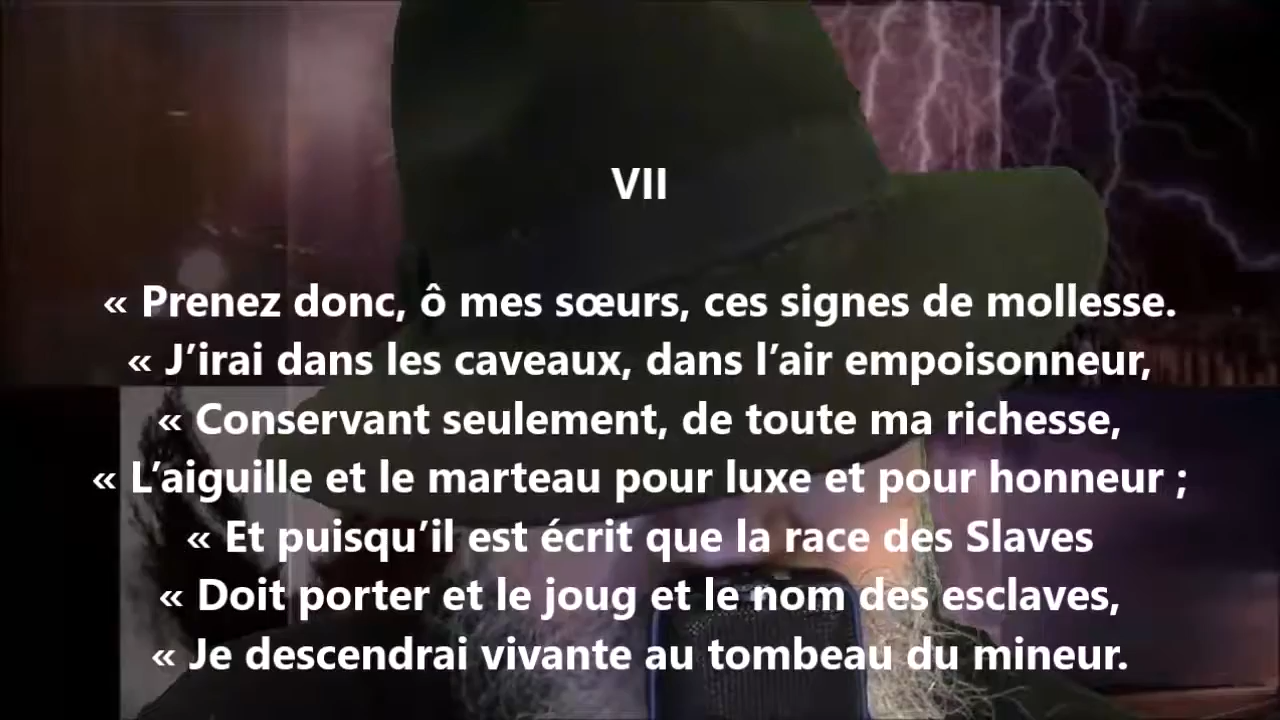 VII
« Prenez donc, ô mes sœurs, ces signes de mollesse.
« J’irai dans les caveaux, dans l’air empoisonneur,
« Conservant seulement, de toute ma richesse,
« L’aiguille et le marteau pour luxe et pour honneur ;
« Et puisqu’il est écrit que la race des Slaves
« Doit porter et le joug et le nom des esclaves,
« Je descendrai vivante au tombeau du mineur.